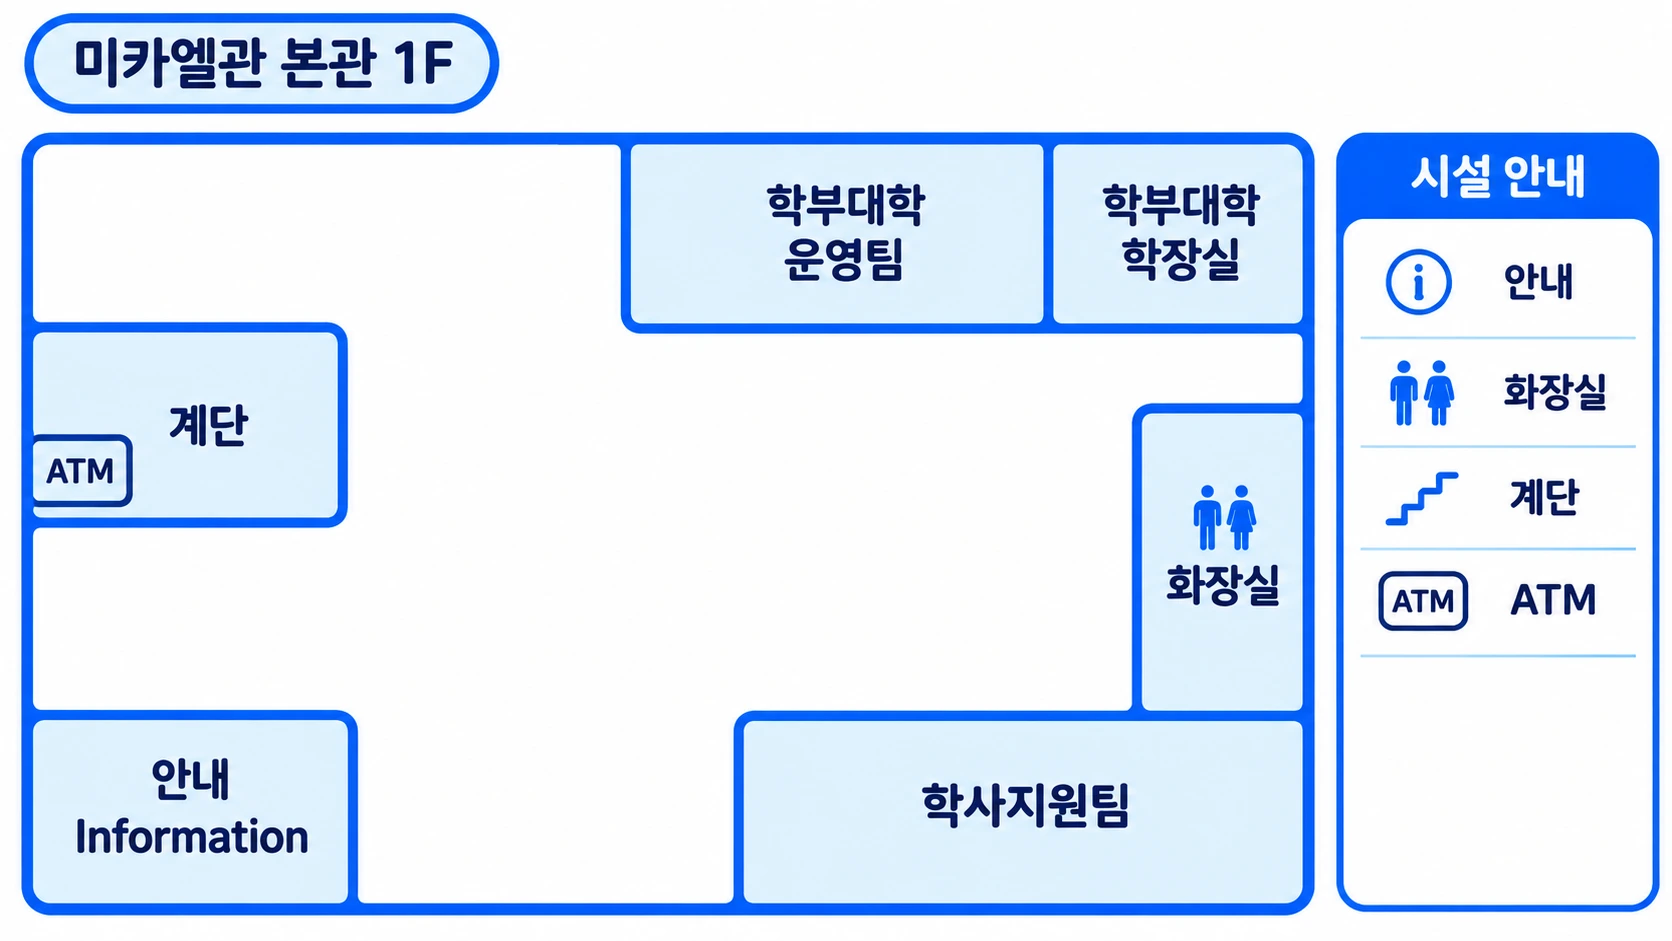 미카엘관 본관 1F
학부대학
운영팀
학부대학
학장실
계단
ATM
화장실
안내
Information
학사지원팀
시설 안내
안내
화장실
계단
ATM
ATM